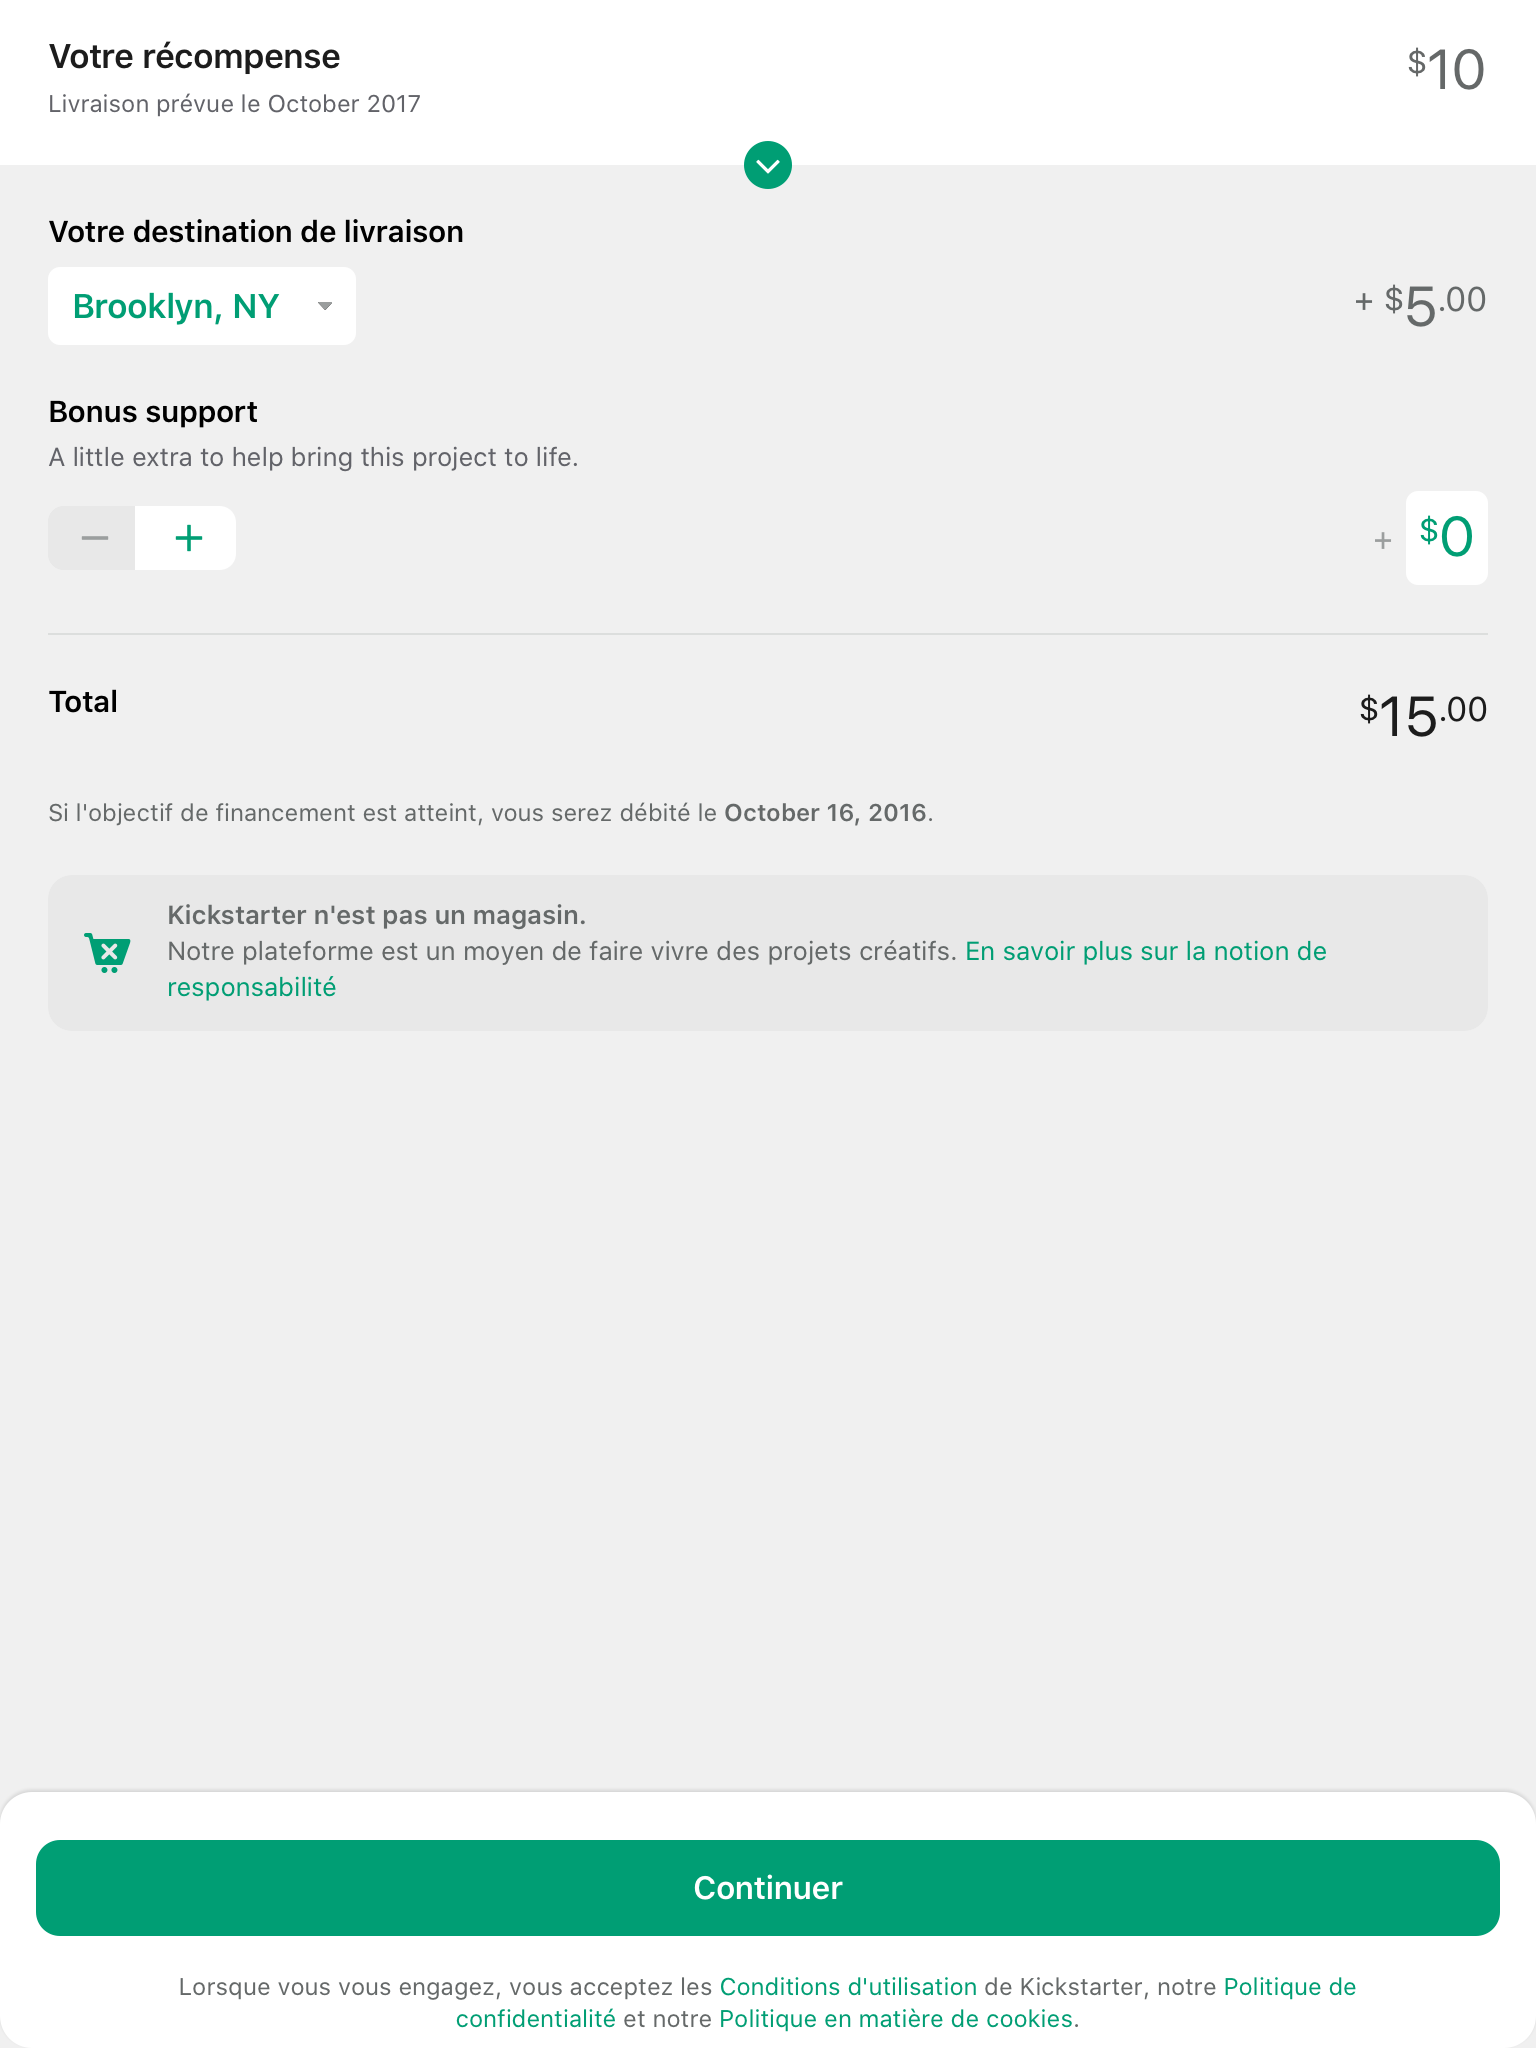 Votre récompense
$10
Livraison prévue le October 2017
Votre destination de livraison
Brooklyn, NY
+ $5.00
Bonus support
A little extra to help bring this project to life.
+ $0
Total
$15.00
Si l'objectif de financement est atteint, vous serez débité le October 16, 2016.
Kickstarter n'est pas un magasin.
Notre plateforme est un moyen de faire vivre des projets créatifs. En savoir plus sur la notion de
responsabilité
Continuer
Lorsque vous vous engagez, vous acceptez les Conditions d'utilisation de Kickstarter, notre Politique de
confidentialité et notre Politique en matière de cookies.